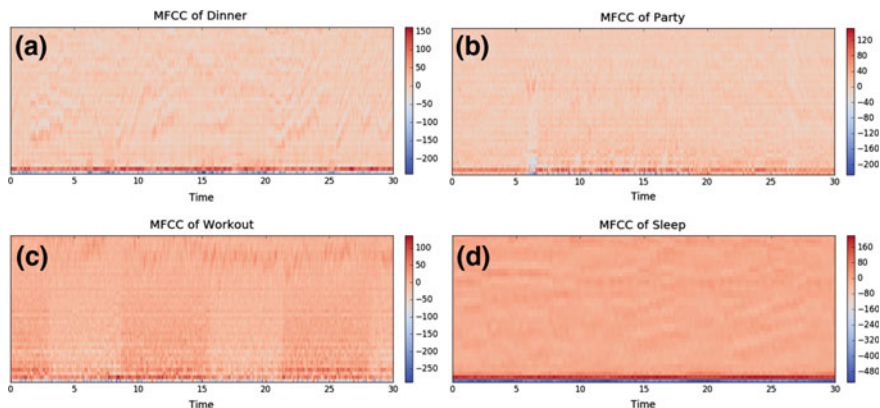 MFCC of Dinner
(a)
150
100
50
0
−50
−100
−150
−200
0 5 10 15 20 25 30
Time
MFCC of Party
(b)
120
80
40
0
−40
−80
−120
−160
−200
0 5 10 15 20 25 30
Time
MFCC of Workout
(c)
100
50
0
−50
−100
−150
−200
−250
0 5 10 15 20 25 30
Time
MFCC of Sleep
(d)
160
80
0
−80
−160
−240
−320
−400
−480
0 5 10 15 20 25 30
Time